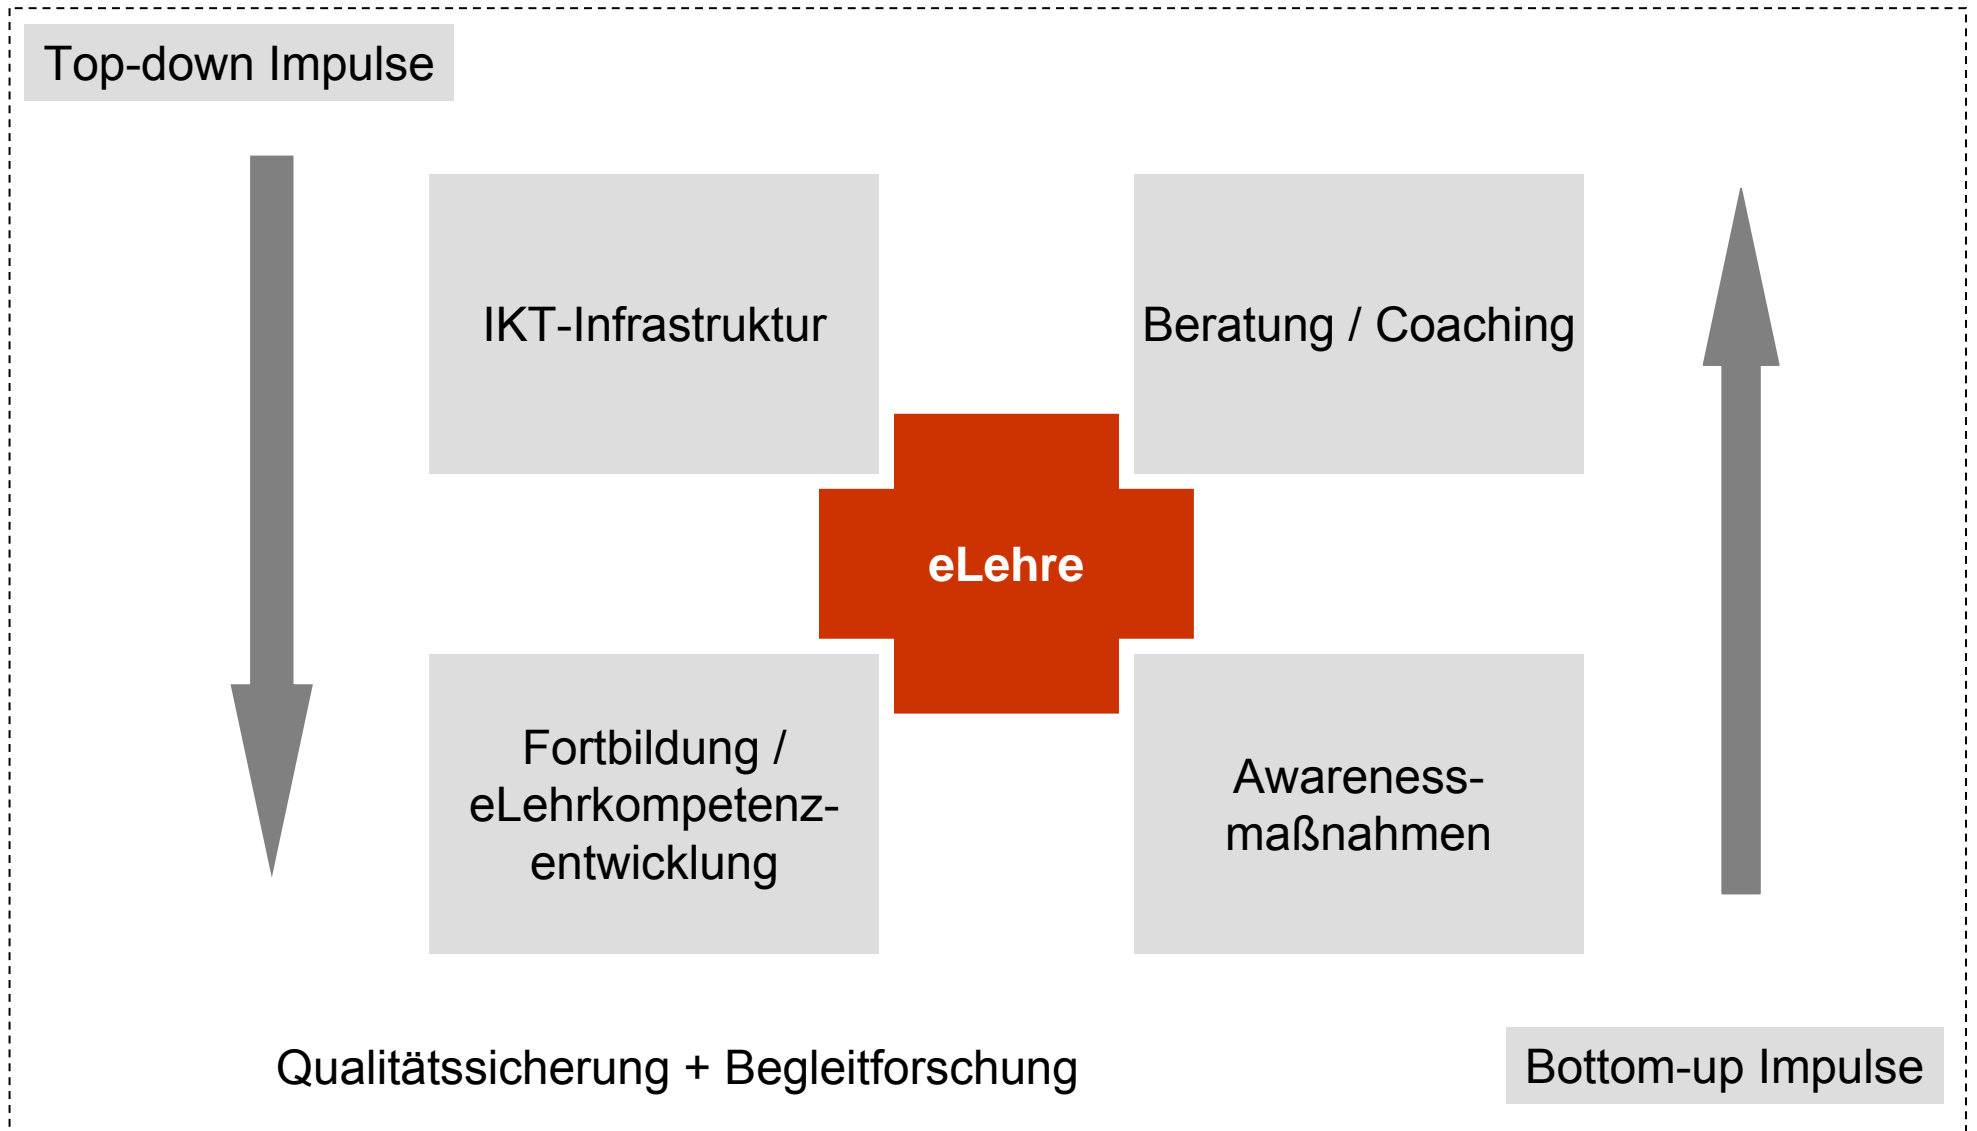 Top-down Impulse
IKT-Infrastruktur
Beratung / Coaching
eLehre
Fortbildung /
eLehrkompetenz-
entwicklung
Awareness-
maßnahmen
Qualitätssicherung + Begleitforschung
Bottom-up Impulse